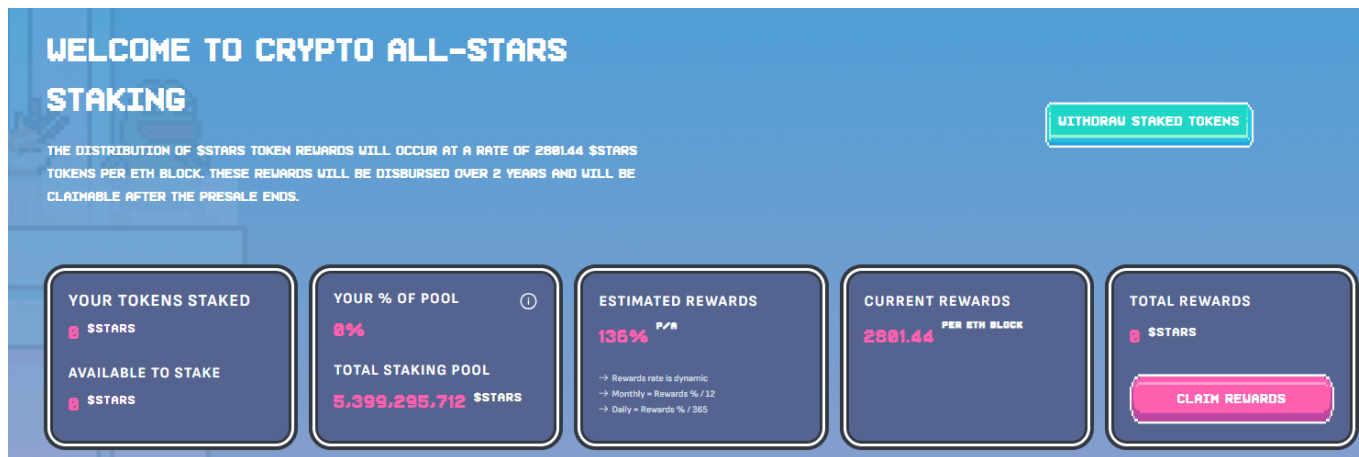 WELCOME TO CRYPTO ALL-STARS
STAKING
WITHDRAW STAKED TOKENS
THE DISTRIBUTION OF $STARS TOKEN REWARDS WILL OCCUR AT A RATE OF 2801.44 $STARS
TOKENS PER ETH BLOCK. THESE REWARDS WILL BE DISBURSED OVER 2 YEARS AND WILL BE
CLAIMABLE AFTER THE PRESALE ENDS.
YOUR TOKENS STAKED
0 $STARS
AVAILABLE TO STAKE
0 $STARS
YOUR % OF POOL
0%
TOTAL STAKING POOL
5,399,295,712 $STARS
ESTIMATED REWARDS
136% P/A
→ Rewards rate is dynamic
→ Monthly = Rewards % / 12
→ Daily = Rewards % / 365
CURRENT REWARDS
2801.44 PER ETH BLOCK
TOTAL REWARDS
0 $STARS
CLAIM REWARDS